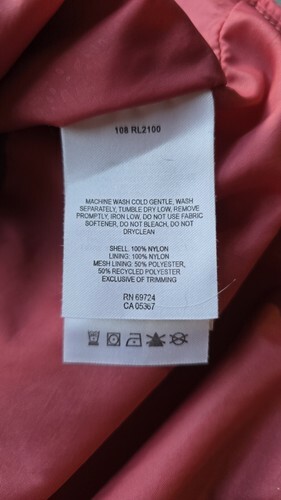 108 RL2100
MACHINE WASH COLD GENTLE, WASH
SEPARATELY, TUMBLE DRY LOW, REMOVE
PROMPTLY, IRON LOW, DO NOT USE FABRIC
SOFTENER, DO NOT BLEACH, DO NOT
DRYCLEAN
SHELL: 100% NYLON
LINING: 100% NYLON
MESH LINING: 50% POLYESTER,
50% RECYCLED POLYESTER
EXCLUSIVE OF TRIMMING
RN 69724
CA 05367